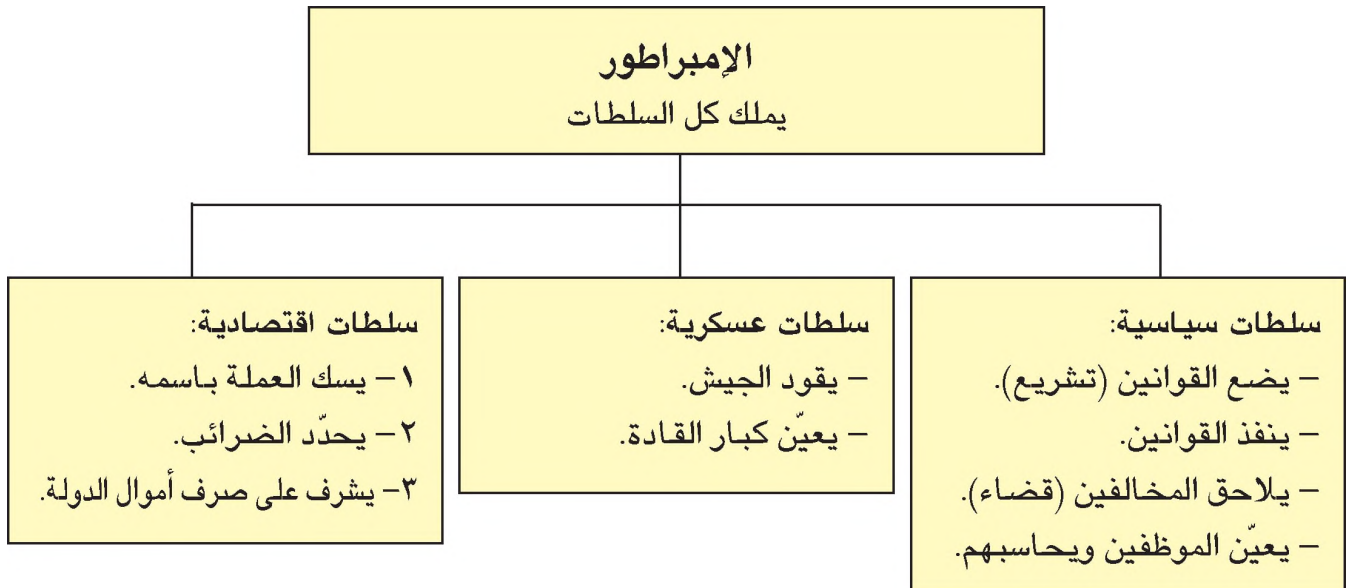 الإمبراطور
يملك كل السلطات
سلطات سياسية:
– يضع القوانين (تشريع).
– ينفذ القوانين.
– يلاحق المخالفين (قضاء).
– يعيّن الموظفين ويحاسبهم.
سلطات عسكرية:
– يقود الجيش.
– يعيّن كبار القادة.
سلطات اقتصادية:
١– يسك العملة باسمه.
٢– يحدّد الضرائب.
٣– يشرف على صرف أموال الدولة.